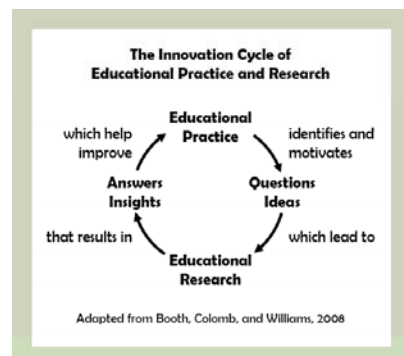 The Innovation Cycle of
Educational Practice and Research
Educational
Practice
identifies and
motivates
Questions
Ideas
which lead to
Educational
Research
that results in
Answers
Insights
which help
improve
Adapted from Booth, Colomb, and Williams, 2008